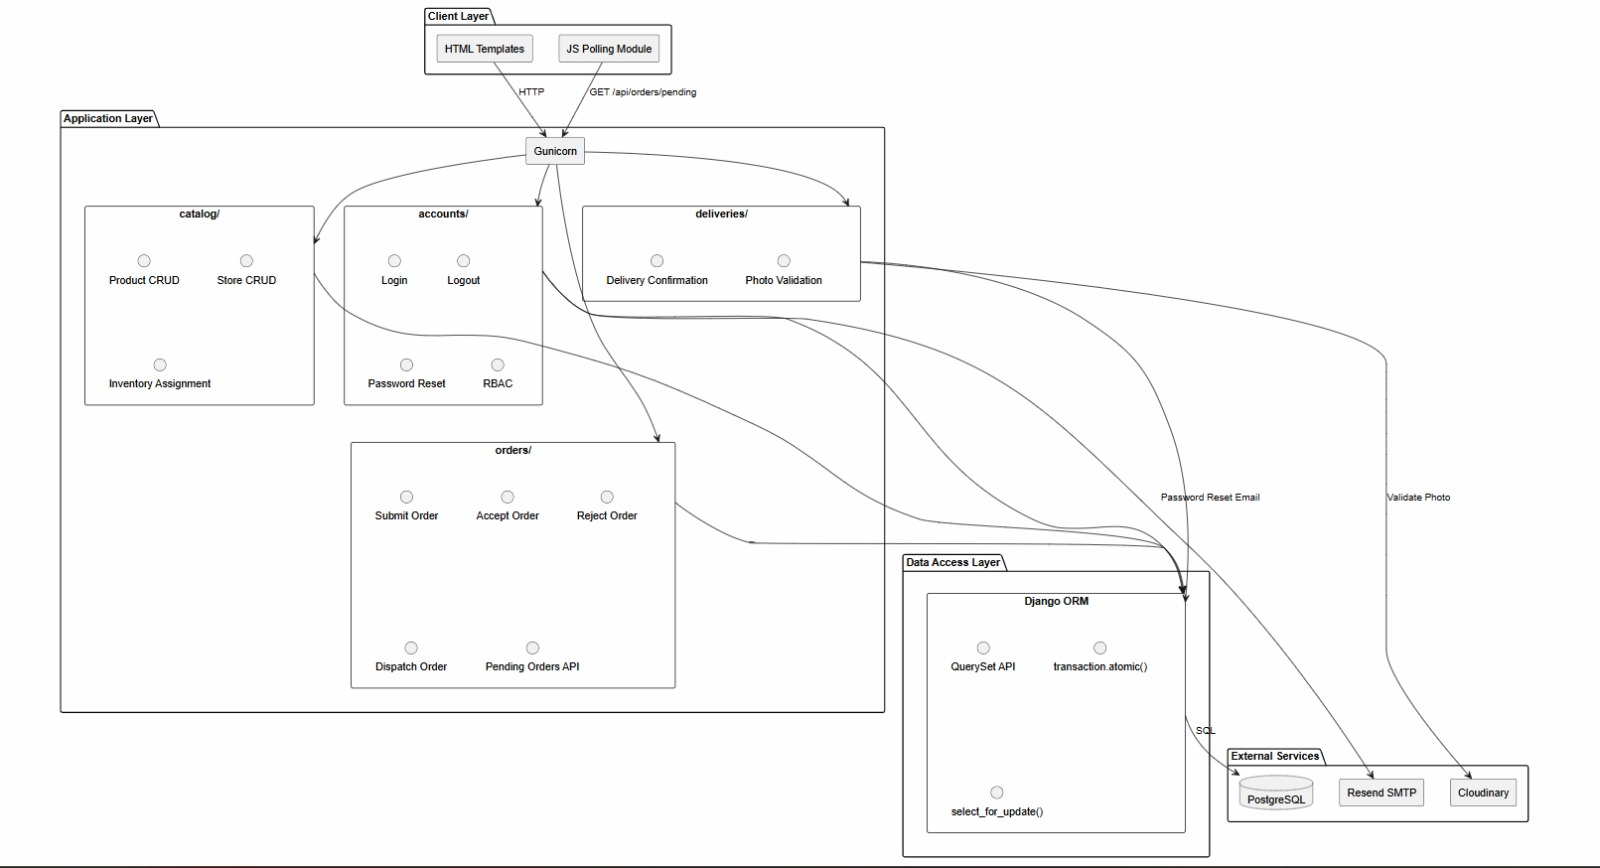 Client Layer
HTML Templates
JS Polling Module
HTTP
GET /api/orders/pending
Application Layer
Gunicorn
catalog/
accounts/
deliveries/
Product CRUD
Store CRUD
Login
Logout
Delivery Confirmation
Photo Validation
Inventory Assignment
Password Reset
RBAC
orders/
Submit Order
Accept Order
Reject Order
Password Reset Email
Validate Photo
Dispatch Order
Pending Orders API
Data Access Layer
Django ORM
QuerySet API
transaction.atomic()
SQL
select_for_update()
External Services
PostgreSQL
Resend SMTP
Cloudinary